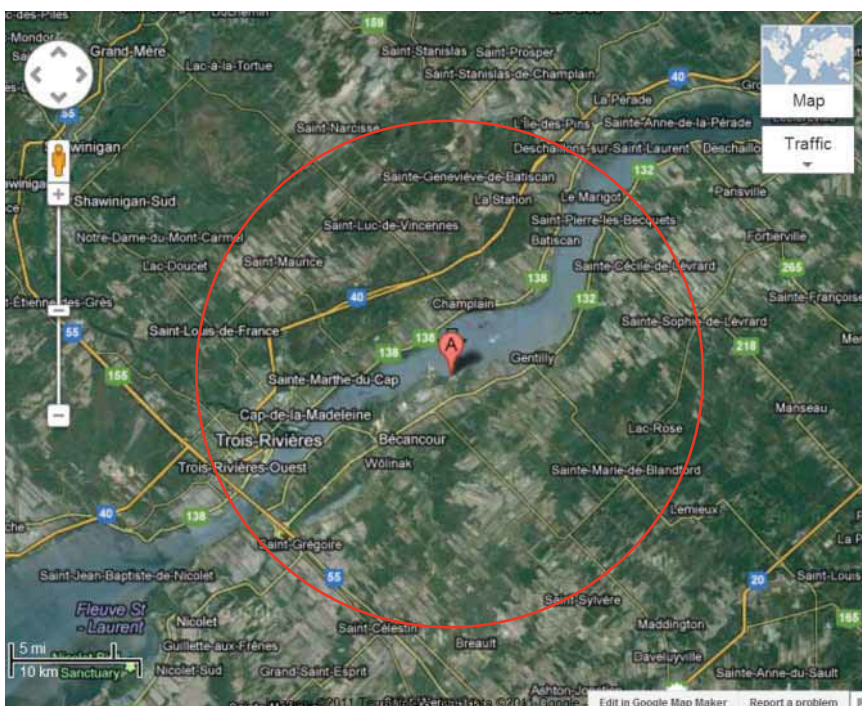 Grand-Mère
Lac-à-la-Tortue
159
Saint-Stanislas
Saint-Prosper
Saint-Stanislas-de-Champlain
40
La Pérade
Map
Traffic
55
Saint-Narcisse
L'Île-des-Pins
Sainte-Anne-de-la-Pérade
Deschaillons-sur-Saint-Laurent
132
Shawinigan-Sud
Sainte-Geneviève-de-Batiscan
La Station
Le Marigot
Parisville
Notre-Dame-du-Mont-Carmel
Saint-Luc-de-Vincennes
Saint-Pierre-les-Becquets
Batiscan
Fortierville
Lac-Doucet
Saint-Maurice
138
Sainte-Cécile-de-Lévrard
265
40
Champlain
132
55
Saint-Louis-de-France
138
138
A
Gentilly
Sainte-Sophie-de-Lévrard
218
155
Sainte-Marthe-du-Cap
Cap-de-la-Madeleine
Manseau
Trois-Rivières
Bécancour
Lac-Rose
Trois-Rivières-Ouest
Wôlinak
Sainte-Marie-de-Blandford
40
138
Lemieux
Saint-Grégoire
Saint-Jean-Baptiste-de-Nicolet
55
20
Saint-Louis
Fleuve St
- Laurent
Nicolet
Saint-Sylvère
Saint-Célestin
Maddington
165
5 mi
Breault
Daveluyville
10 km
Sanctuary
Nicolet-Sud
Grand-Saint-Esprit
Sainte-Anne-du-Sault
Edit in Google Map Maker
Report a problem